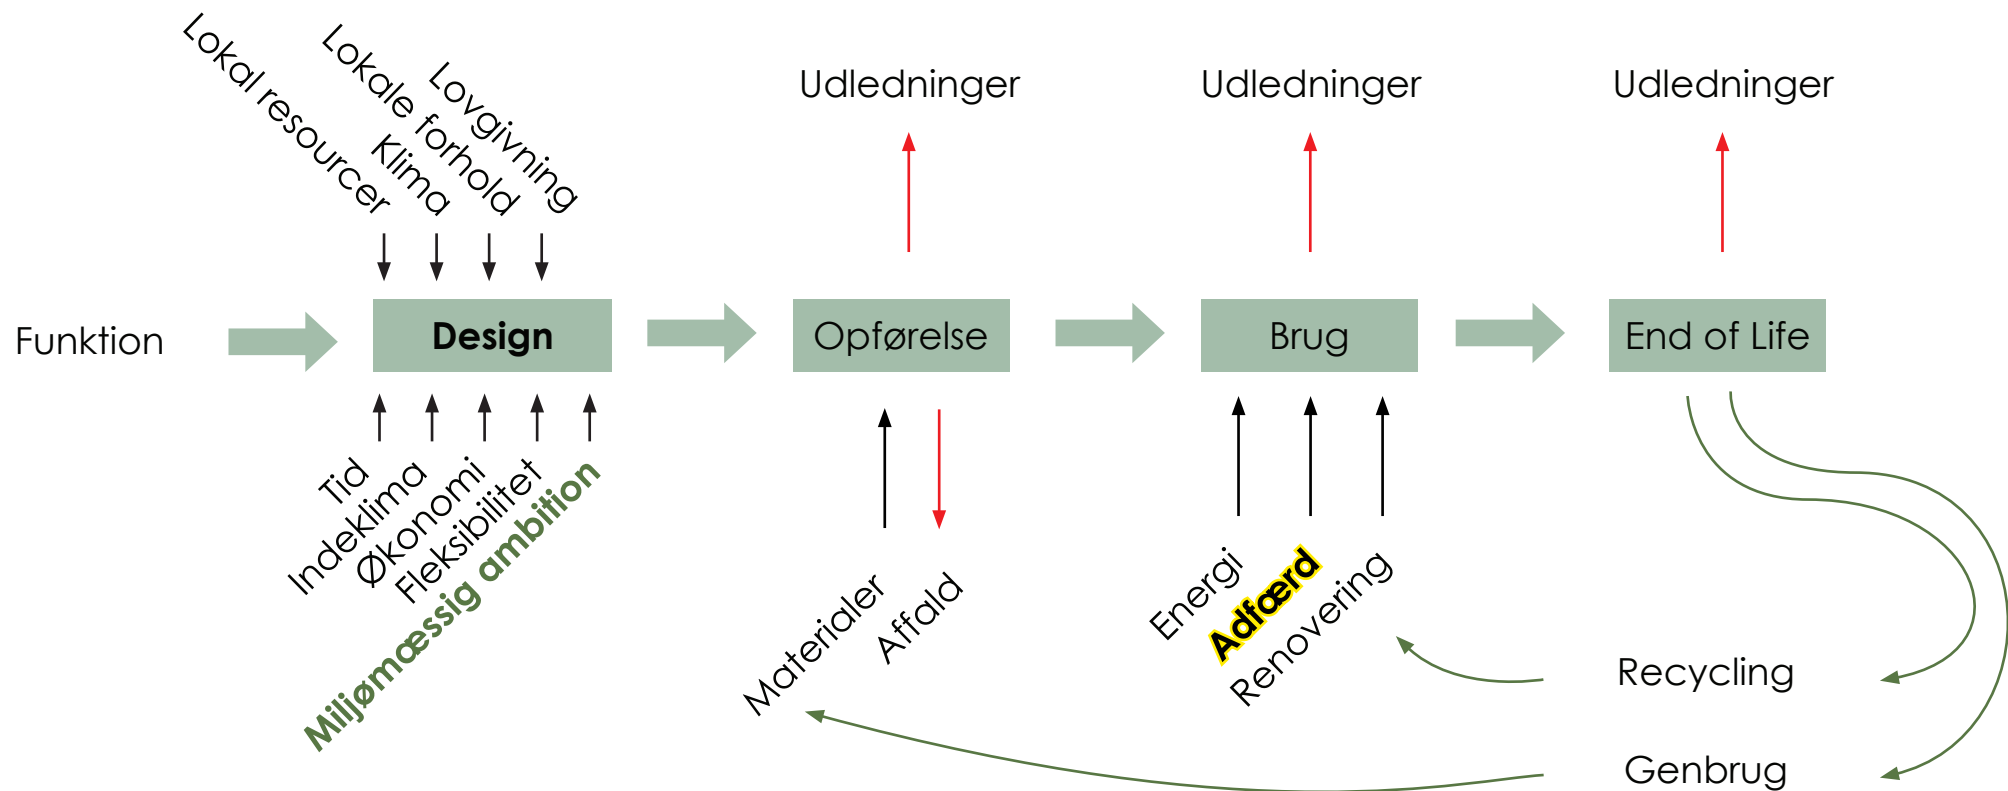 Lokal resourcer
Klima
Lokale forhold
Lovgivning
Udledninger
Udledninger
Udledninger
Funktion
Design
Opførelse
Brug
End of Life
Tid
Indeklima
Økonomi
Fleksibilitet
Miljømæssig ambition
Materialer
Affald
Energi
Adfærd
Renovering
Recycling
Genbrug